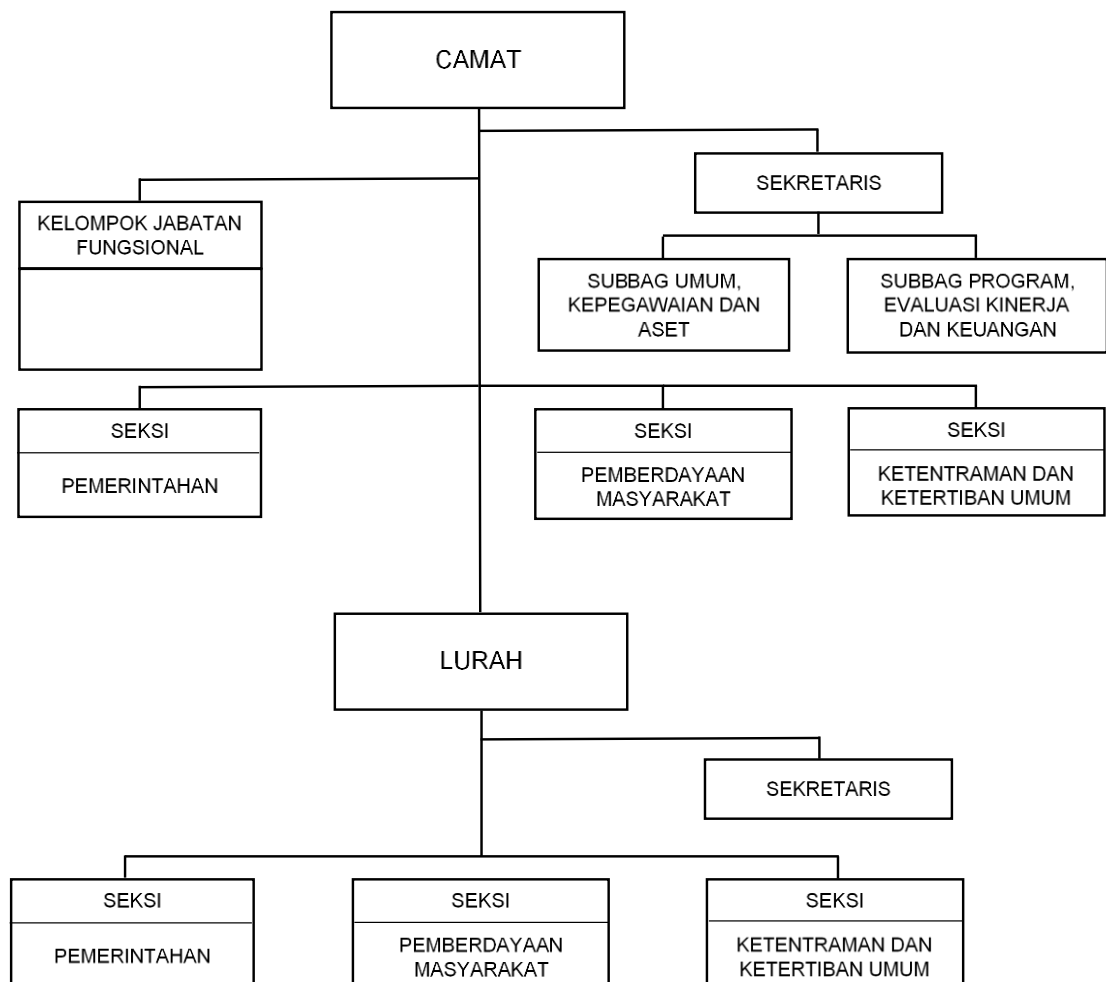 CAMAT
SEKRETARIS
KELOMPOK JABATAN
FUNGSIONAL
SUBBAG UMUM,
KEPEGAWAIAN DAN
ASET
SUBBAG PROGRAM,
EVALUASI KINERJA
DAN KEUANGAN
SEKSI
PEMERINTAHAN
SEKSI
PEMBERDAYAAN
MASYARAKAT
SEKSI
KETENTRAMAN DAN
KETERTIBAN UMUM
LURAH
SEKRETARIS
SEKSI
PEMERINTAHAN
SEKSI
PEMBERDAYAAN
MASYARAKAT
SEKSI
KETENTRAMAN DAN
KETERTIBAN UMUM